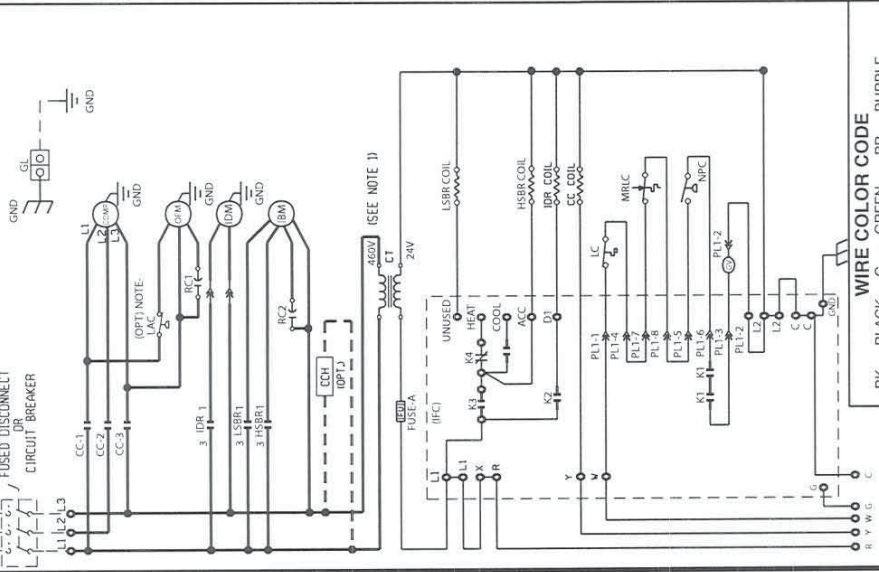 FUSED DISCONNECT
OR
CIRCUIT BREAKER
L1
L2
L3
GND
GL
GND
CC-1
CC-2
CC-3
L1
L2
L3
COMP
GND
(OPT) NOTE-
LAC
OFM
GND
RC1
3 IDR 1
IDM
GND
3 LSBR1
3 HSBR1
IBM
GND
RC2
CCH
(OPT.)
(SEE NOTE 1)
460V
CT
24V
FUSE-A
(IFC)
LSBR COIL
HSBR COIL
IDR COIL
CC COIL
UNUSED
HEAT
COOL
ACC
D1
K4
K3
K2
L1
L1
X
R
Y
W
LC
MRLC
NPC
PL1-1
PL1-4
PL1-7
PL1-8
PL1-5
PL1-6
PL1-3
PL1-2
GV
PL1-2
K1
K1
L2
L2
C
C
GND
G
R
Y
W
G
C
WIRE COLOR CODE
BLACK G GREEN PR PURPLE